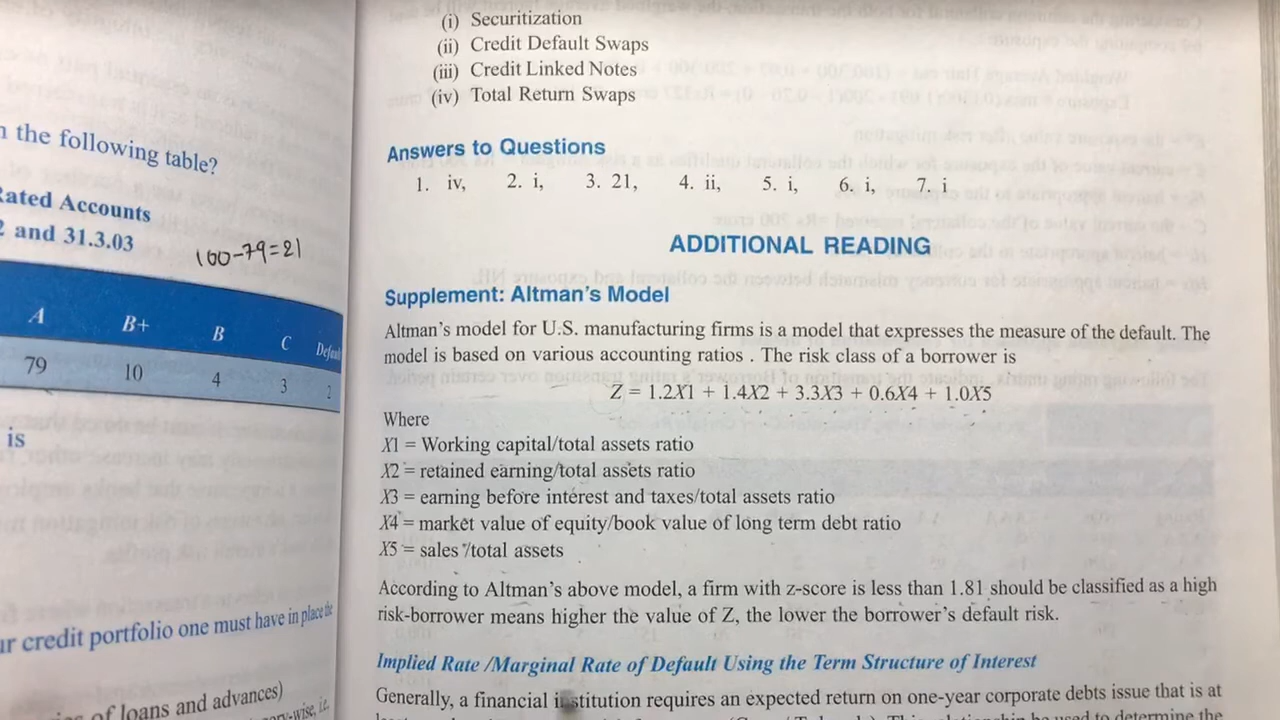 n the following table?
Rated Accounts
2 and 31.3.03
100-79=21
A B+ B C Default
79 10 4 3 2
is
ur credit portfolio one must have in place the
of loans and advances)
(i) Securitization
(ii) Credit Default Swaps
(iii) Credit Linked Notes
(iv) Total Return Swaps
Answers to Questions
1. iv, 2. i, 3. 21, 4. ii, 5. i, 6. i, 7. i
ADDITIONAL READING
Supplement: Altman's Model
Altman's model for U.S. manufacturing firms is a model that expresses the measure of the default. The
model is based on various accounting ratios . The risk class of a borrower is
Z = 1.2X1 + 1.4X2 + 3.3X3 + 0.6X4 + 1.0X5
Where
X1 = Working capital/total assets ratio
X2 = retained earning/total assets ratio
X3 = earning before interest and taxes/total assets ratio
X4 = market value of equity/book value of long term debt ratio
X5 = sales /total assets
According to Altman's above model, a firm with z-score is less than 1.81 should be classified as a high
risk-borrower means higher the value of Z, the lower the borrower's default risk.
Implied Rate /Marginal Rate of Default Using the Term Structure of Interest
Generally, a financial institution requires an expected return on one-year corporate debts issue that is at